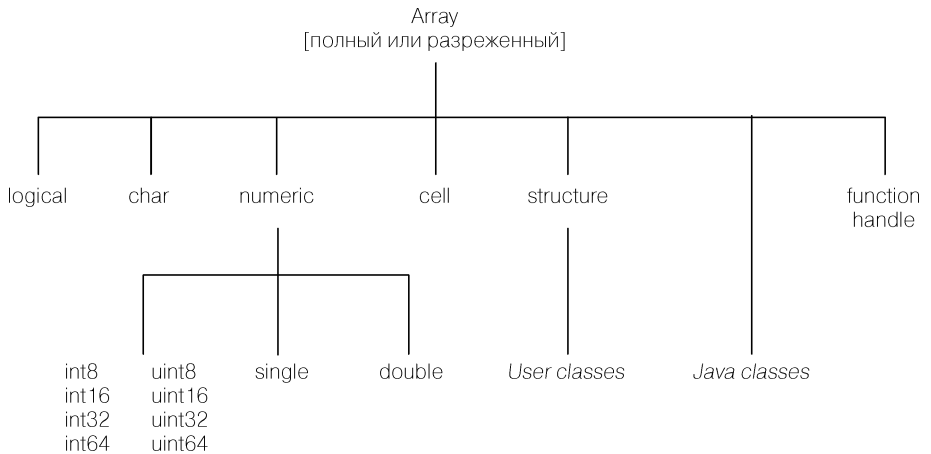 Array
[полный или разреженный]
logical char numeric cell structure function
handle
int8 uint8 single double User classes Java classes
int16 uint16
int32 uint32
int64 uint64